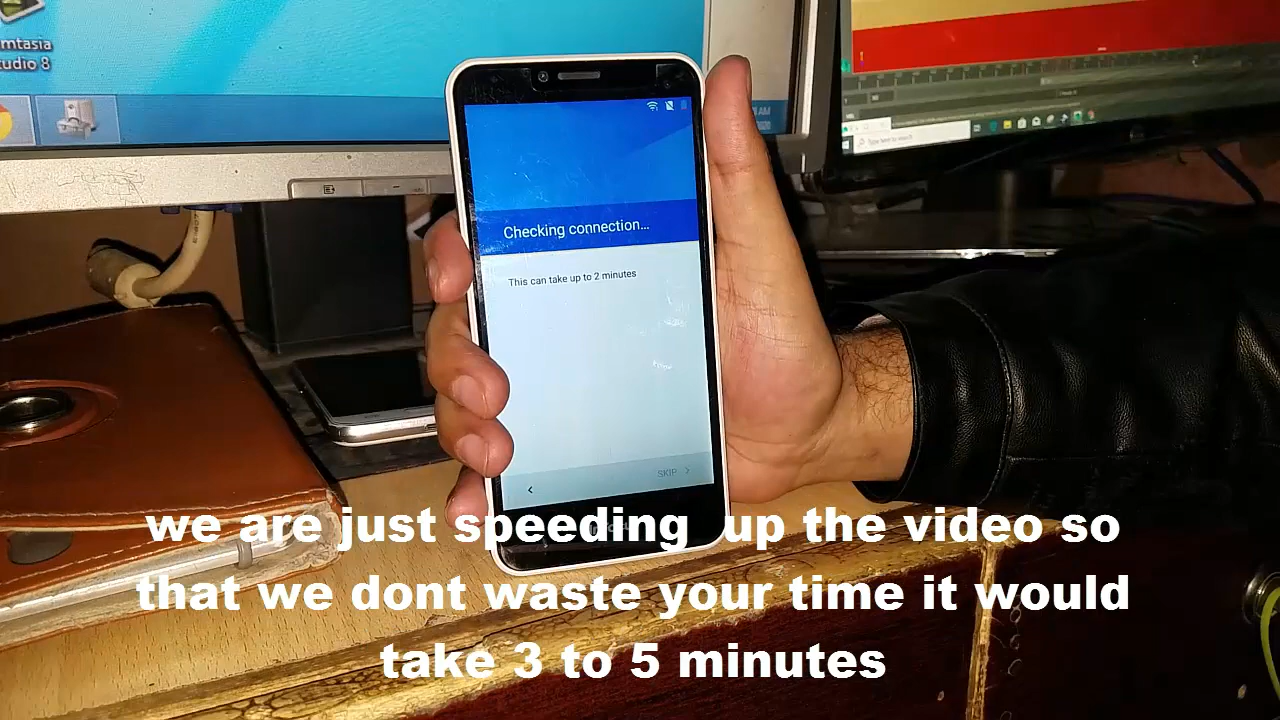 mtasia
udio 8
Checking connection...
This can take up to 2 minutes
SKIP
we are just speeding  up the video so
that we dont waste your time it would
take 3 to 5 minutes